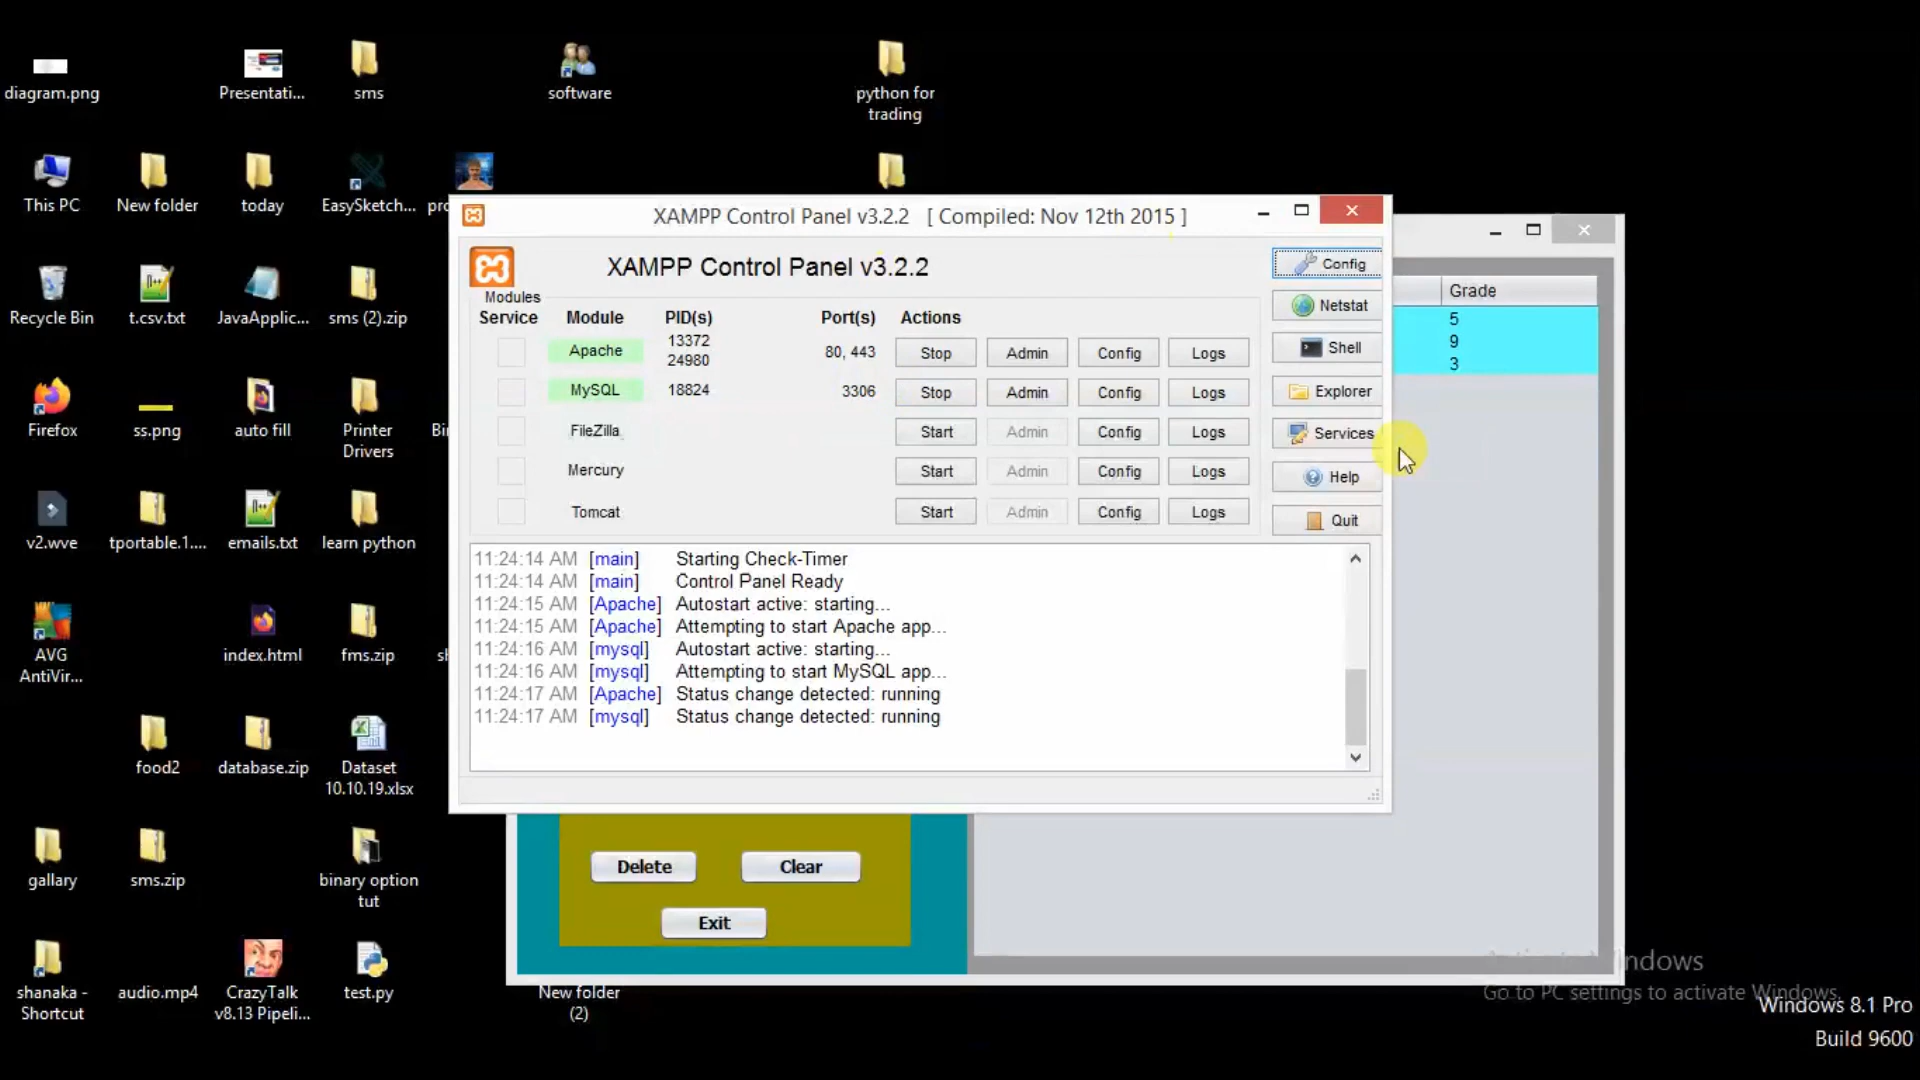 diagram.png
Presentati...
sms
software
python for
trading
This PC
New folder
today
EasySketch...
XAMPP Control Panel v3.2.2 [ Compiled: Nov 12th 2015 ]
XAMPP Control Panel v3.2.2
Config
Modules
Service Module PID(s) Port(s) Actions
Netstat
Apache 13372
24980 80, 443 Stop Admin Config Logs
Shell
MySQL 18824 3306 Stop Admin Config Logs
Explorer
FileZilla Start Admin Config Logs
Services
Mercury Start Admin Config Logs
Help
Tomcat Start Admin Config Logs
Quit
11:24:14 AM [main] Starting Check-Timer
11:24:14 AM [main] Control Panel Ready
11:24:15 AM [Apache] Autostart active: starting...
11:24:15 AM [Apache] Attempting to start Apache app...
11:24:16 AM [mysql] Autostart active: starting...
11:24:16 AM [mysql] Attempting to start MySQL app...
11:24:17 AM [Apache] Status change detected: running
11:24:17 AM [mysql] Status change detected: running
Grade
5
9
3
Recycle Bin
t.csv.txt
JavaApplic...
sms (2).zip
Firefox
ss.png
auto fill
Printer
Drivers
v2.wve
tportable.1....
emails.txt
learn python
AVG
AntiVir...
index.html
fms.zip
food2
database.zip
Dataset
10.10.19.xlsx
gallary
sms.zip
binary option
tut
Delete
Clear
Exit
shanaka -
Shortcut
audio.mp4
CrazyTalk
v8.13 Pipeli...
test.py
New folder
(2)
Go to PC settings to activate Windows.
Windows 8.1 Pro
Build 9600